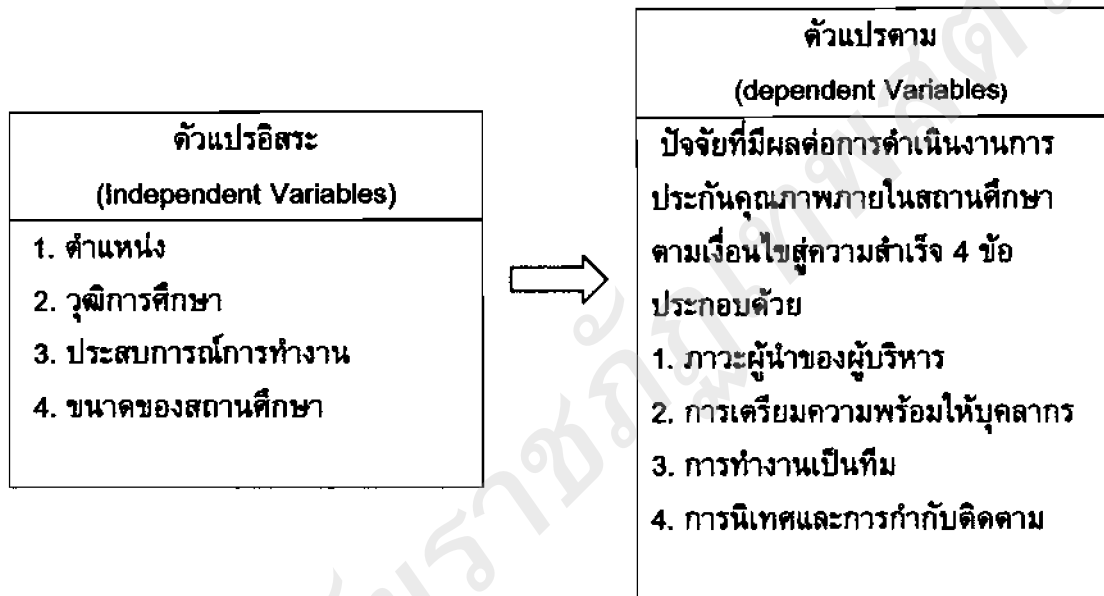 ตัวแปรอิสระ
(Independent Variables)
1. ตำแหน่ง
2. วุฒิการศึกษา
3. ประสบการณ์การทำงาน
4. ขนาดของสถานศึกษา
ตัวแปรตาม
(dependent Variables)
ปัจจัยที่มีผลต่อการดำเนินงานการ
ประกันคุณภาพภายในสถานศึกษา
ตามเงื่อนไขสู่ความสำเร็จ 4 ข้อ
ประกอบด้วย
1. ภาวะผู้นำของผู้บริหาร
2. การเตรียมความพร้อมให้บุคลากร
3. การทำงานเป็นทีม
4. การนิเทศและการกำกับติดตาม